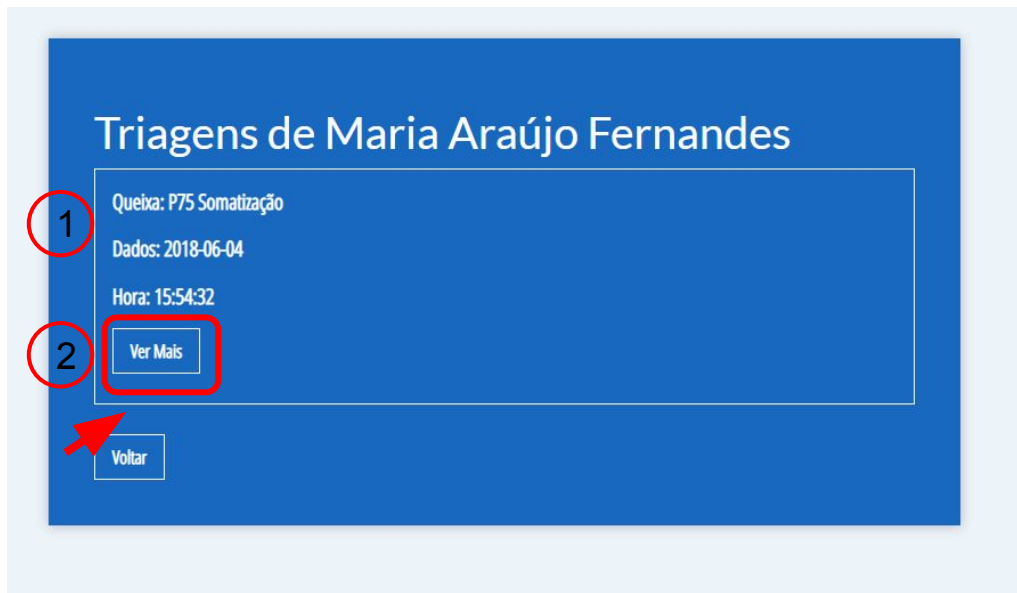 Triagens de Maria Araújo Fernandes
1
Queixa: P75 Somatização
Dados: 2018-06-04
Hora: 15:54:32
2
Ver Mais
Voltar